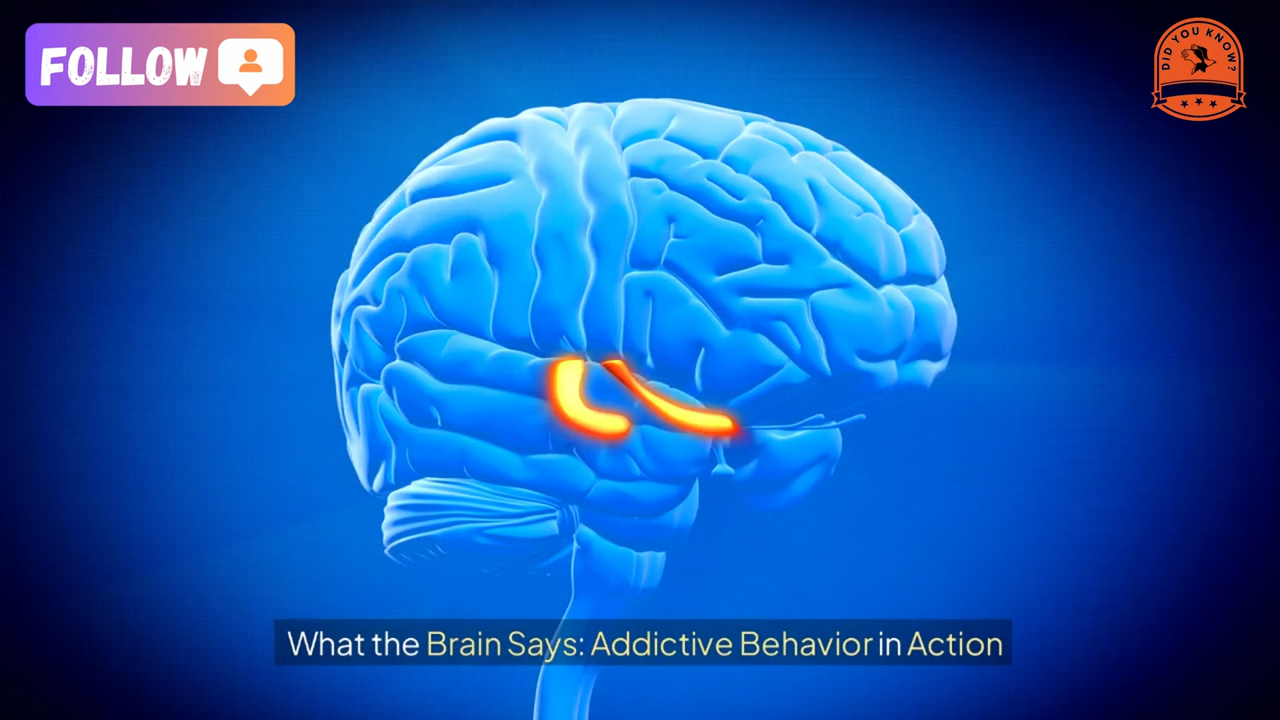 FOLLOW
DID YOU KNOW?
What the Brain Says: Addictive Behavior in Action